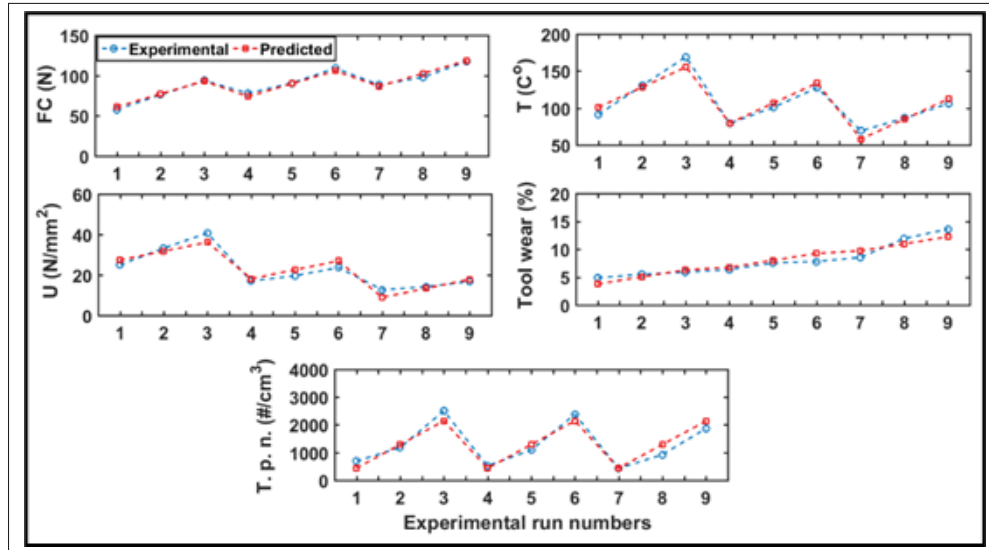 FC (N)
150
100
50
0
Experimental Predicted
1 2 3 4 5 6 7 8 9
T (C°)
200
150
100
50
1 2 3 4 5 6 7 8 9
U (N/mm²)
60
40
20
0
1 2 3 4 5 6 7 8 9
Tool wear (%)
20
15
10
5
0
1 2 3 4 5 6 7 8 9
T. p. n. (#/cm³)
4000
3000
2000
1000
0
1 2 3 4 5 6 7 8 9
Experimental run numbers